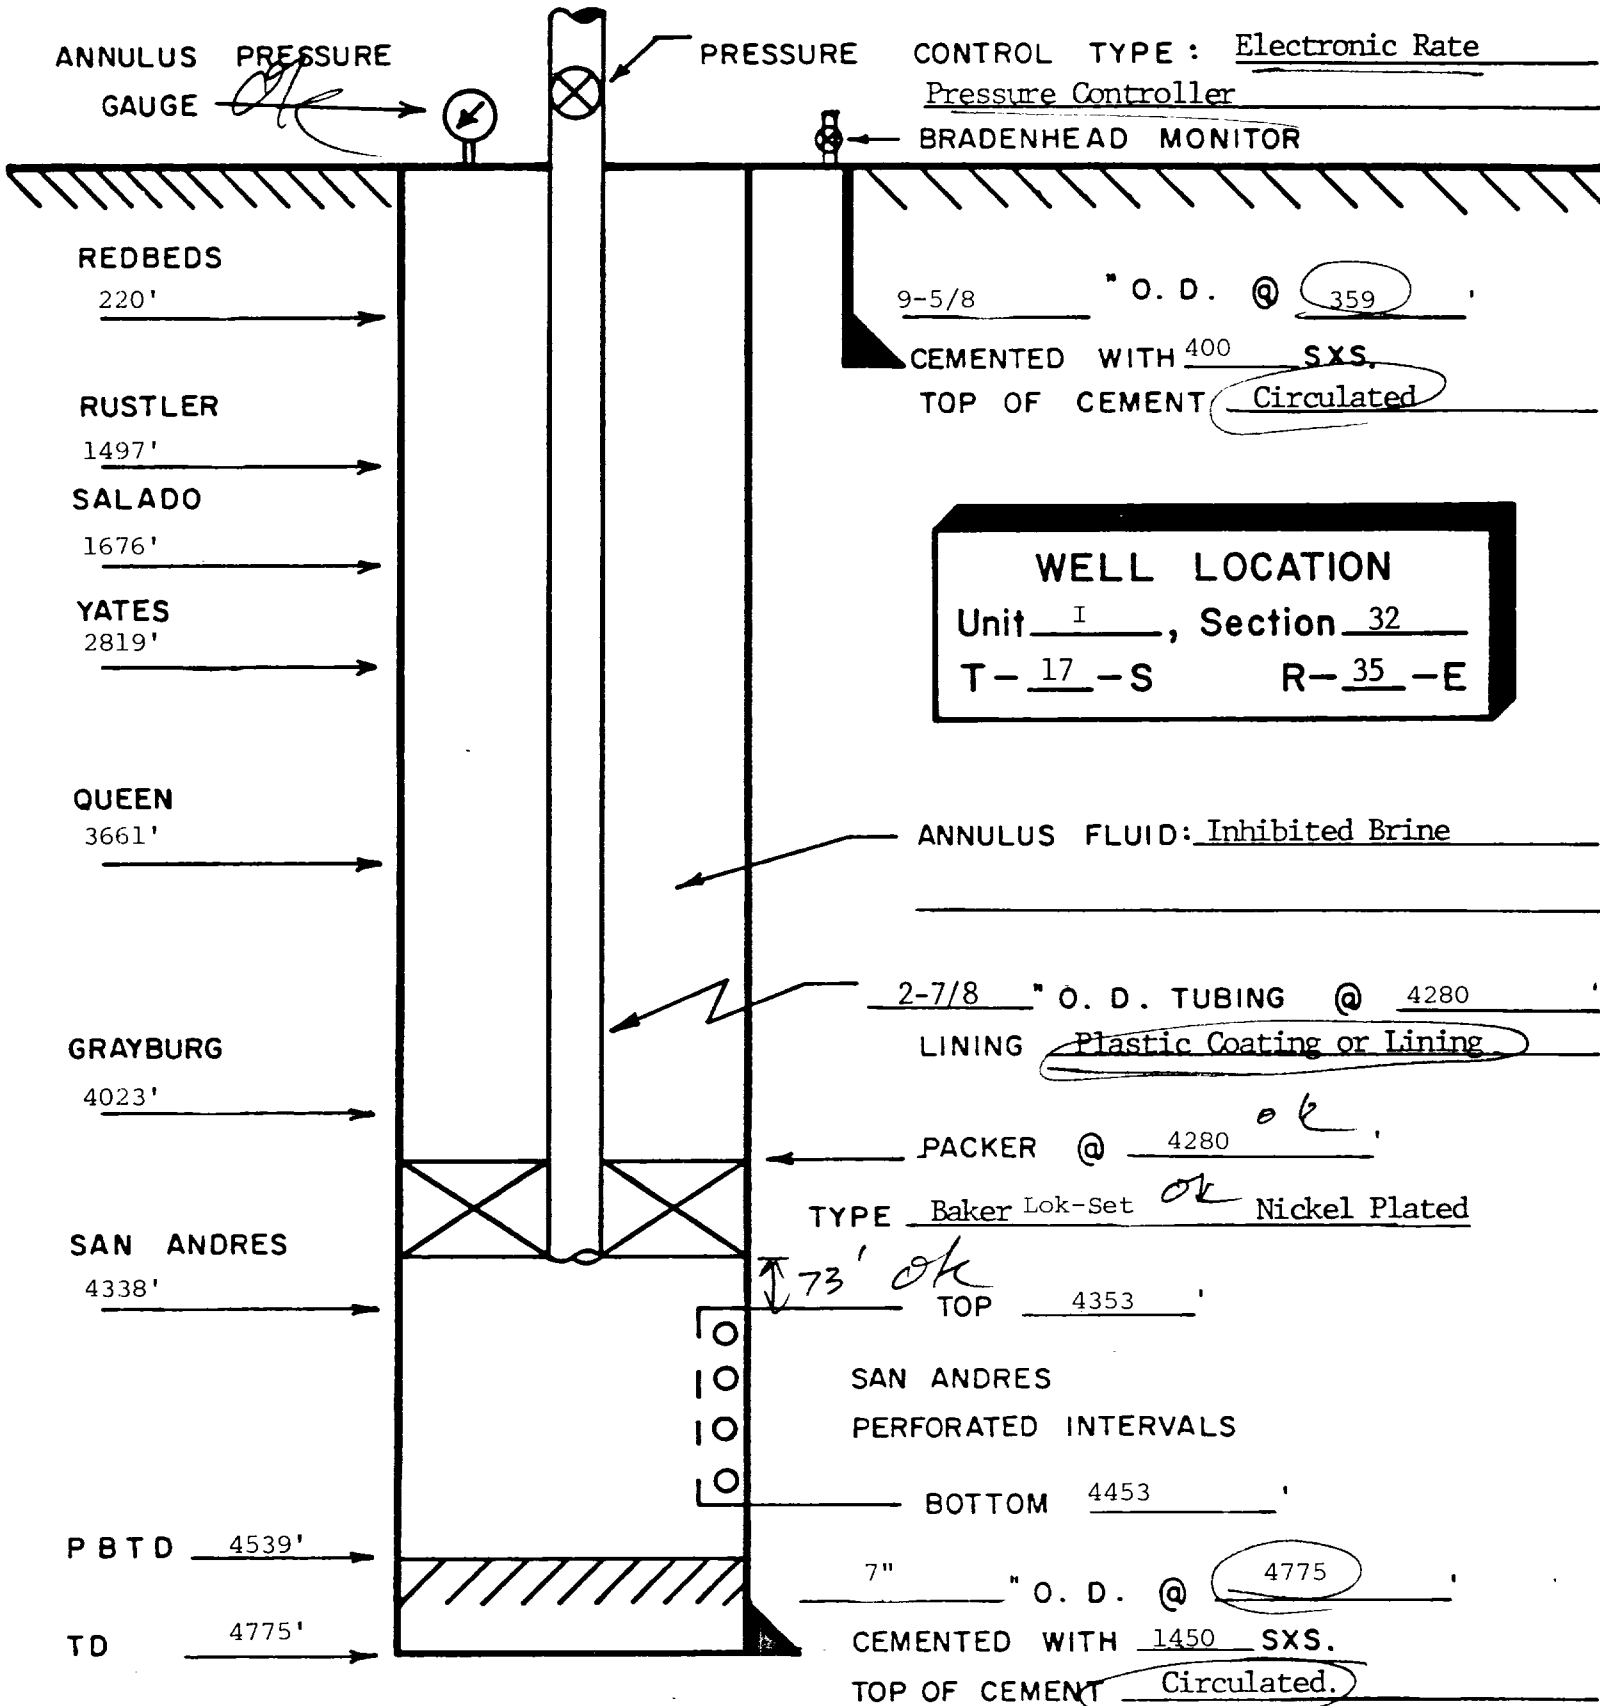 ANNULUS PRESSURE
GAUGE ok
PRESSURE CONTROL TYPE: Electronic Rate
Pressure Controller
BRADENHEAD MONITOR
REDBEDS
220'
9-5/8 "O.D. @ 359 '
CEMENTED WITH 400 SXS.
TOP OF CEMENT Circulated
RUSTLER
1497'
SALADO
1676'
YATES
2819'
WELL LOCATION
Unit I, Section 32
T-17-S R-35-E
QUEEN
3661'
ANNULUS FLUID: Inhibited Brine
2-7/8 "O.D. TUBING @ 4280 '
LINING Plastic Coating or Lining
GRAYBURG
4023'
ok
PACKER @ 4280 '
TYPE Baker Lok-Set ok Nickel Plated
SAN ANDRES
4338'
73' ok
TOP 4353 '
SAN ANDRES
PERFORATED INTERVALS
BOTTOM 4453 '
PBTD 4539'
7" "O.D. @ 4775 '
TD 4775'
CEMENTED WITH 1450 SXS.
TOP OF CEMENT Circulated.